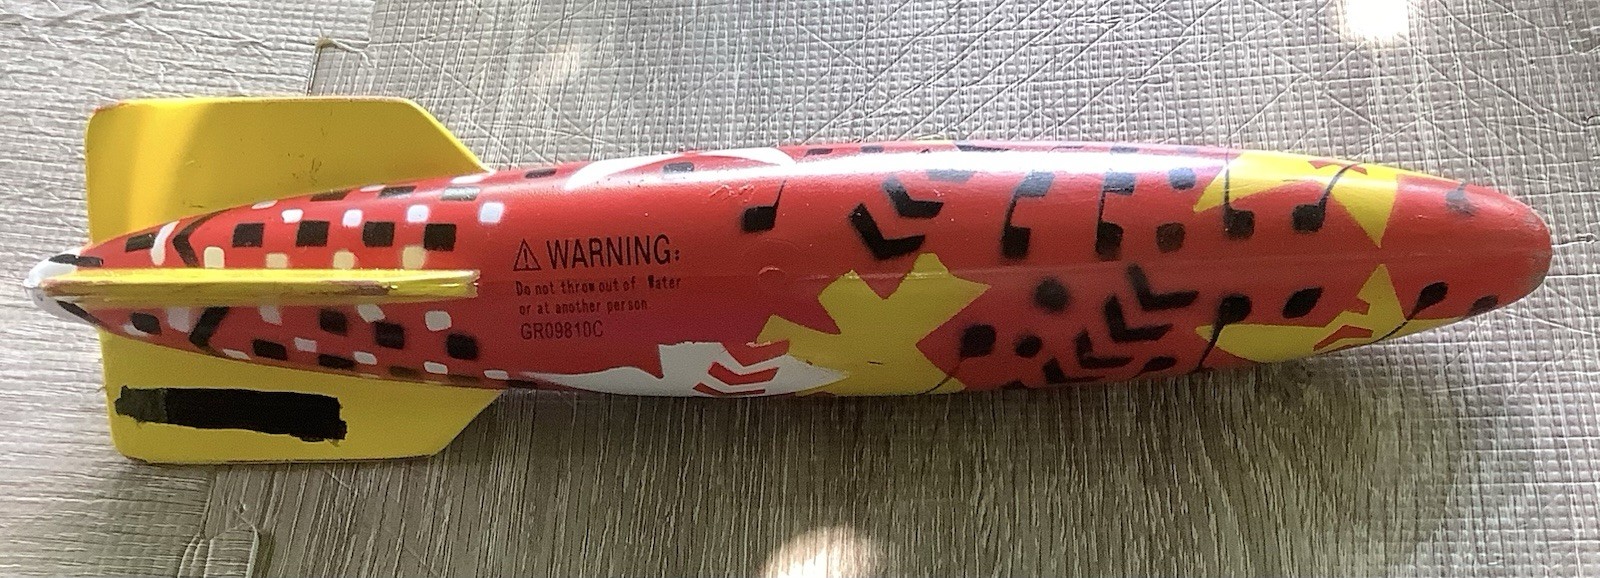 ⚠ WARNING:
Do not throw out of Water
or at another person
GR09810C